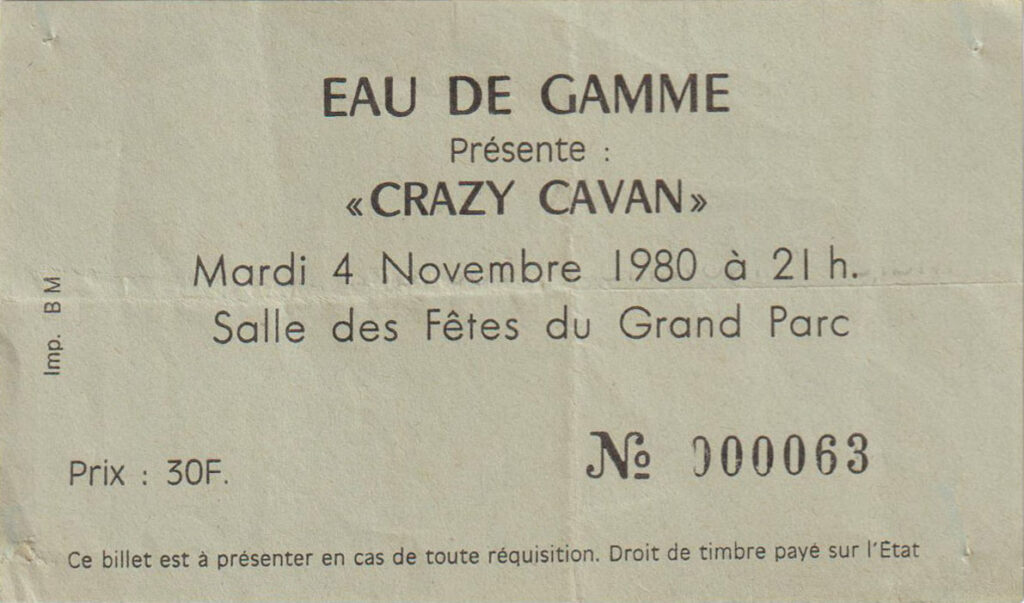 EAU DE GAMME
Présente :
«CRAZY CAVAN»
Mardi 4 Novembre 1980 à 21 h.
Salle des Fêtes du Grand Parc
Imp. BM
Prix : 30F.
№ 000063
Ce billet est à présenter en cas de toute réquisition. Droit de timbre payé sur l'Etat